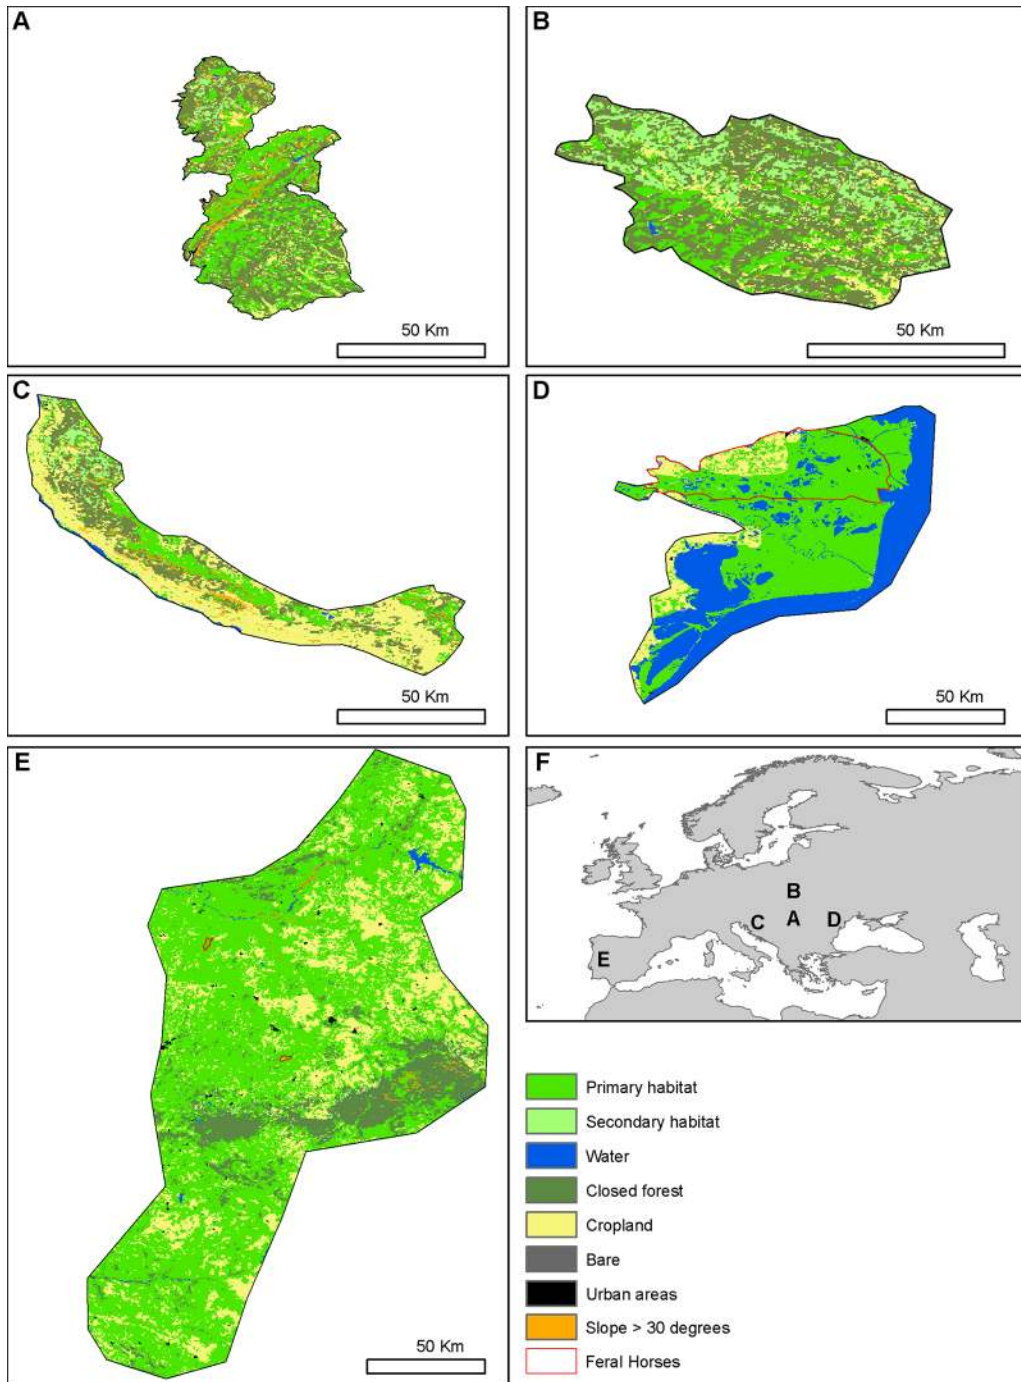 A
50 Km
B
50 Km
C
50 Km
D
50 Km
E
50 Km
F
B
C
A
D
E
Primary habitat
Secondary habitat
Water
Closed forest
Cropland
Bare
Urban areas
Slope > 30 degrees
Feral Horses